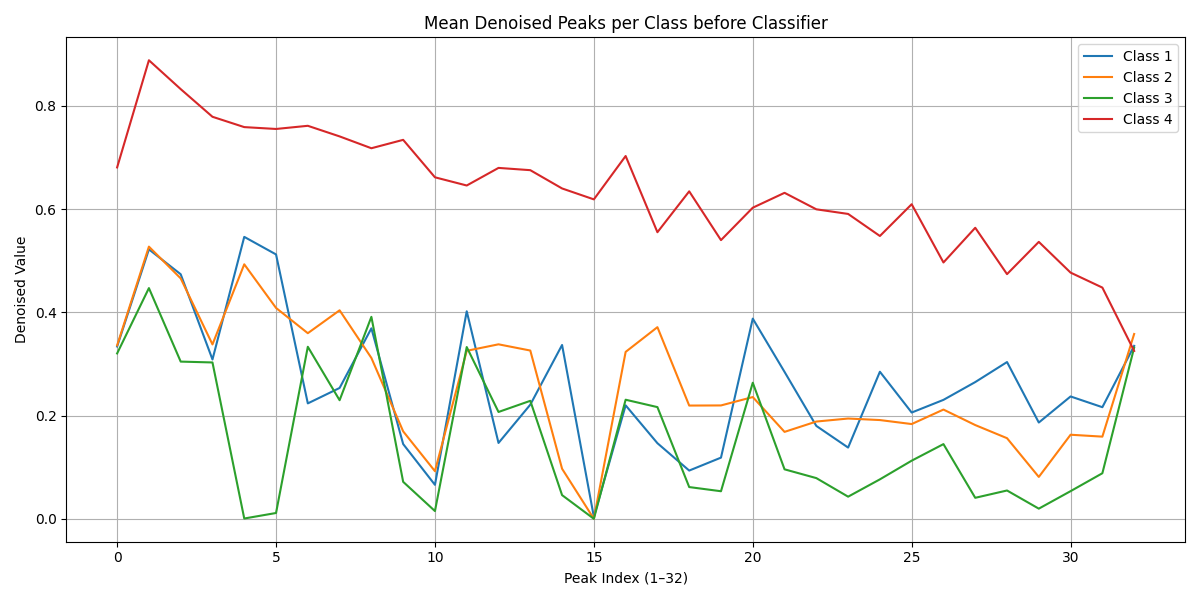 Mean Denoised Peaks per Class before Classifier
Class 1
Class 2
Class 3
Class 4
Denoised Value
0.8
0.6
0.4
0.2
0.0
0 5 10 15 20 25 30
Peak Index (1–32)